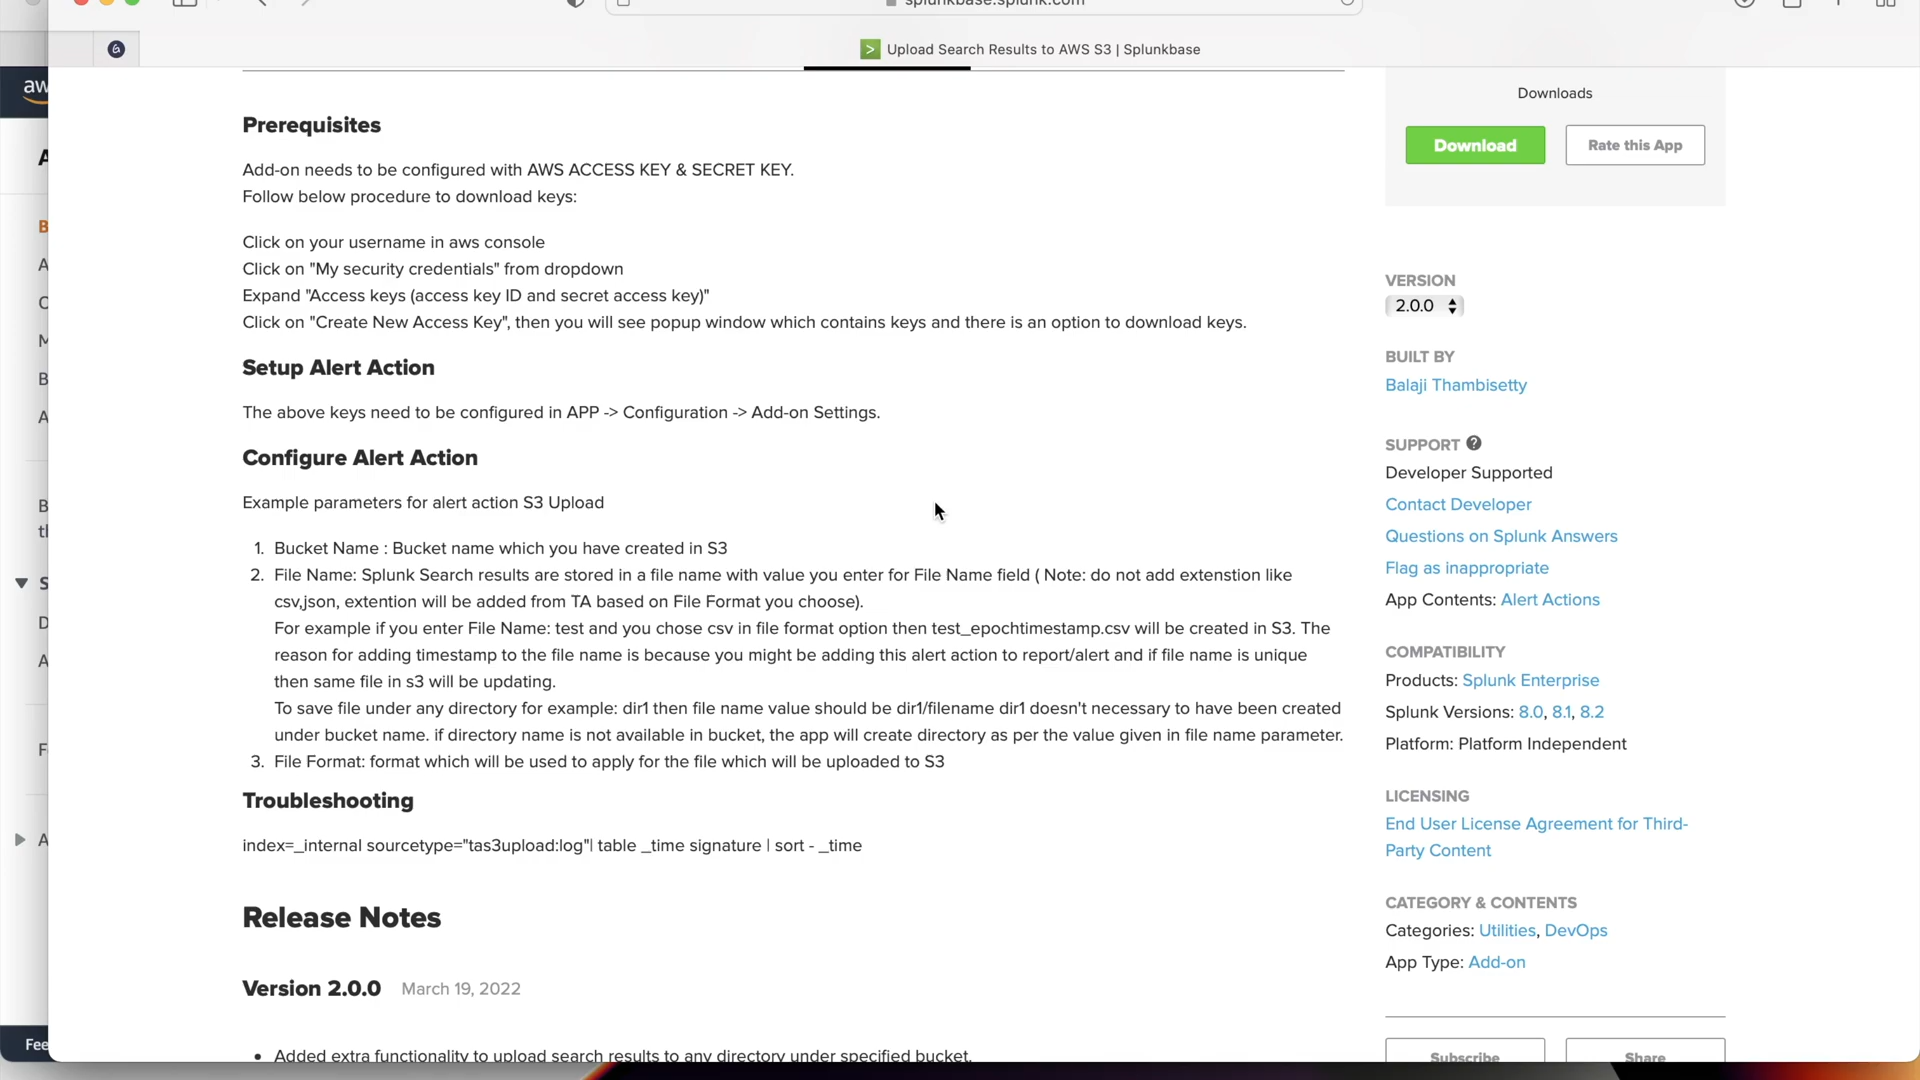 splunkbase.splunk.com
Upload Search Results to AWS S3 | Splunkbase
aw
Downloads
Prerequisites
Download
Rate this App
Add-on needs to be configured with AWS ACCESS KEY & SECRET KEY.
Follow below procedure to download keys:
Click on your username in aws console
Click on "My security credentials" from dropdown
Expand "Access keys (access key ID and secret access key)"
Click on "Create New Access Key", then you will see popup window which contains keys and there is an option to download keys.
VERSION
2.0.0
Setup Alert Action
BUILT BY
Balaji Thambisetty
The above keys need to be configured in APP -> Configuration -> Add-on Settings.
Configure Alert Action
SUPPORT
Developer Supported
Example parameters for alert action S3 Upload
Contact Developer
Questions on Splunk Answers
1. Bucket Name : Bucket name which you have created in S3
2. File Name: Splunk Search results are stored in a file name with value you enter for File Name field ( Note: do not add extenstion like
csv,json, extention will be added from TA based on File Format you choose).
For example if you enter File Name: test and you chose csv in file format option then test_epochtimestamp.csv will be created in S3. The
reason for adding timestamp to the file name is because you might be adding this alert action to report/alert and if file name is unique
then same file in s3 will be updating.
To save file under any directory for example: dir1 then file name value should be dir1/filename dir1 doesn't necessary to have been created
under bucket name. if directory name is not available in bucket, the app will create directory as per the value given in file name parameter.
3. File Format: format which will be used to apply for the file which will be uploaded to S3
Flag as inappropriate
App Contents: Alert Actions
COMPATIBILITY
Products: Splunk Enterprise
Splunk Versions: 8.0, 8.1, 8.2
Platform: Platform Independent
Troubleshooting
LICENSING
End User License Agreement for Third-
Party Content
index=_internal sourcetype="tas3upload:log"| table _time signature | sort - _time
Release Notes
CATEGORY & CONTENTS
Categories: Utilities, DevOps
App Type: Add-on
Version 2.0.0 March 19, 2022
Fee
• Added extra functionality to upload search results to any directory under specified bucket.
Subscribe
Share